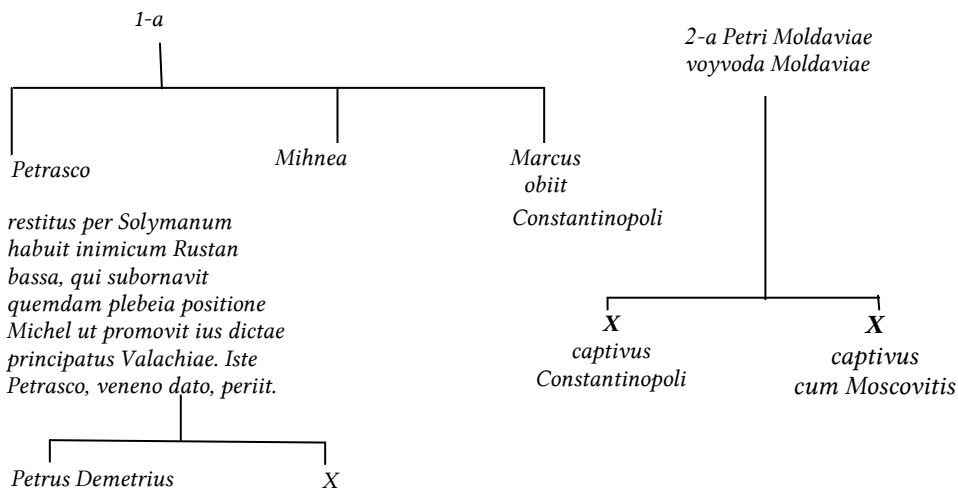 1-a
Petrasco
Mihnea
Marcus
obiit
Constantinopoli
restitus per Solymanum
habuit inimicum Rustan
bassa, qui subornavit
quemdam plebeia positione
Michel ut promovit ius dictae
principatus Valachiae. Iste
Petrasco, veneno dato, periit.
Petrus Demetrius
X
2-a Petri Moldaviae
voyvoda Moldaviae
X
captivus
Constantinopoli
X
captivus
cum Moscovitis